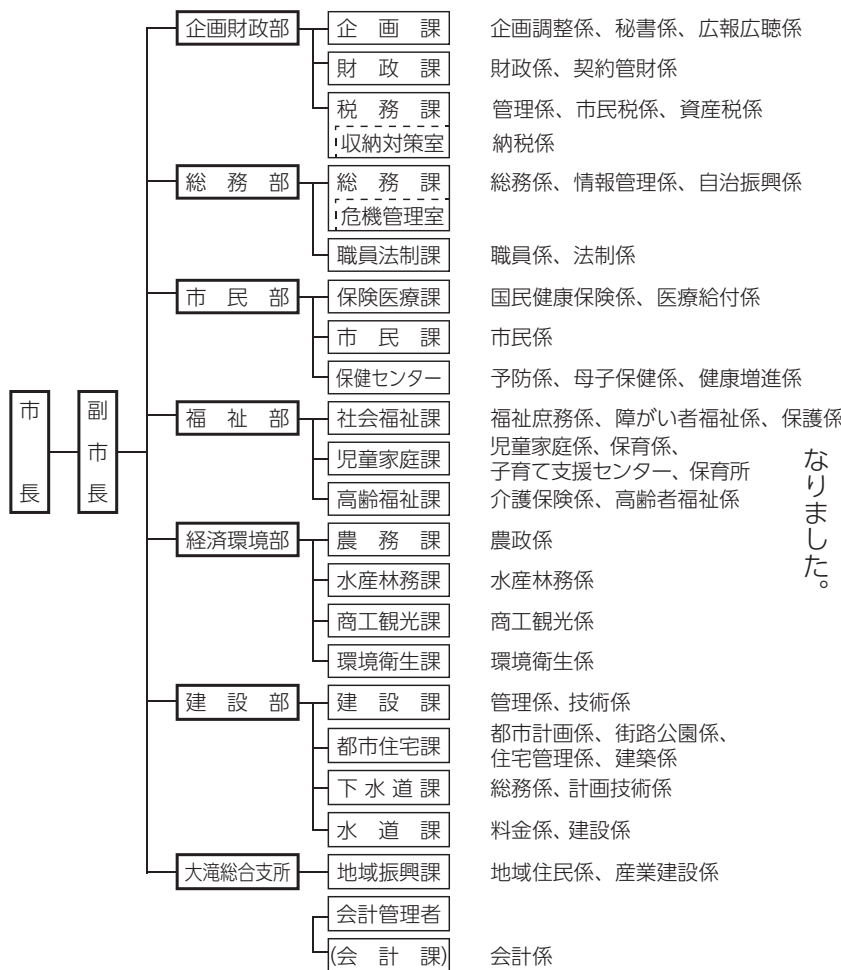 市長
副市長
企画財政部
企画課 企画調整係、秘書係、広報広聴係
財政課 財政係、契約管財係
税務課 管理係、市民税係、資産税係
収納対策室 納税係
総務部
総務課 総務係、情報管理係、自治振興係
危機管理室
職員法制課 職員係、法制係
市民部
保険医療課 国民健康保険係、医療給付係
市民課 市民係
保健センター 予防係、母子保健係、健康増進係
福祉部
社会福祉課 福祉庶務係、障がい者福祉係、保護係
児童家庭課 児童家庭係、保育係、
子育て支援センター、保育所
高齢福祉課 介護保険係、高齢者福祉係
経済環境部
農務課 農政係
水産林務課 水産林務係
商工観光課 商工観光係
環境衛生課 環境衛生係
建設部
建設課 管理係、技術係
都市住宅課 都市計画係、街路公園係、
住宅管理係、建築係
下水道課 総務係、計画技術係
水道課 料金係、建設係
大滝総合支所
地域振興課 地域住民係、産業建設係
会計管理者
(会計課) 会計係
なりました。